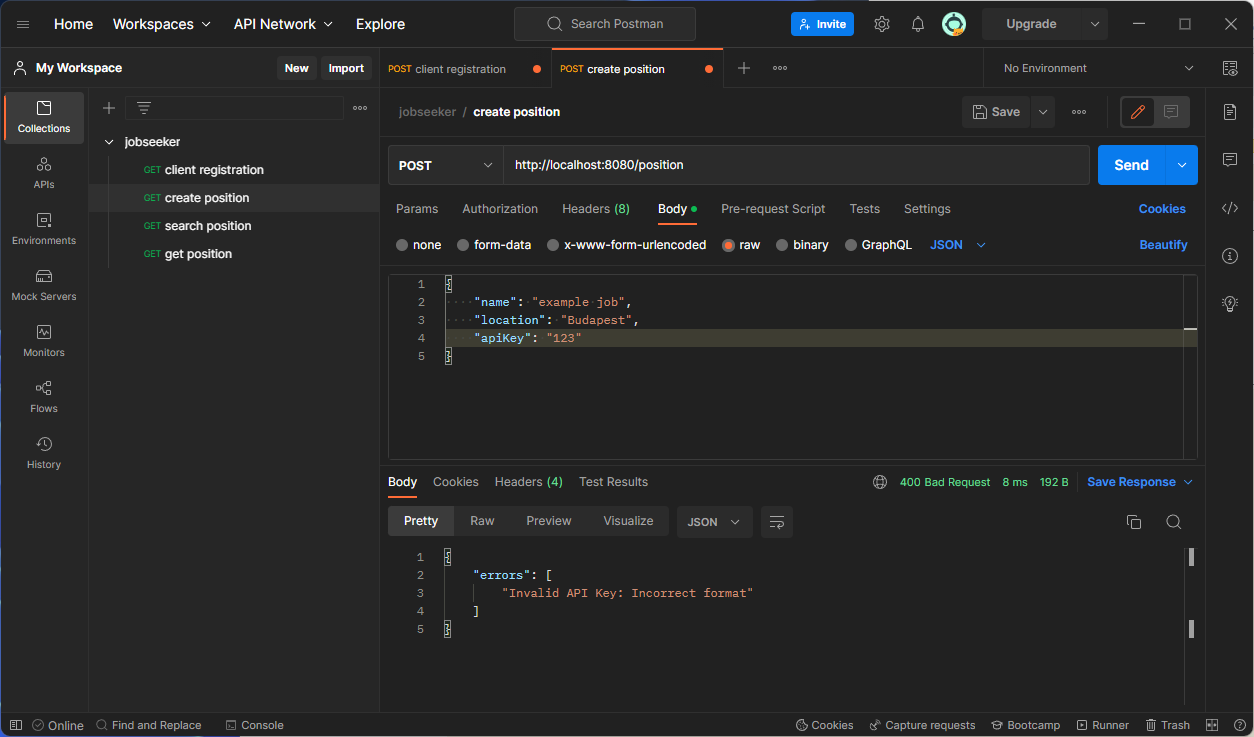 Home Workspaces API Network Explore Search Postman Invite Upgrade
My Workspace New Import POST client registration POST create position No Environment
Collections
APIs
Environments
Mock Servers
Monitors
Flows
History
jobseeker
GET client registration
GET create position
GET search position
GET get position
jobseeker / create position Save
POST http://localhost:8080/position Send
Params Authorization Headers (8) Body Pre-request Script Tests Settings Cookies
none form-data x-www-form-urlencoded raw binary GraphQL JSON Beautify
1 {
2 ····"name":·"example·job",
3 ····"location":·"Budapest",
4 ····"apiKey":·"123"
5 }
Body Cookies Headers (4) Test Results 400 Bad Request 8 ms 192 B Save Response
Pretty Raw Preview Visualize JSON
1 {
2 "errors": [
3 "Invalid API Key: Incorrect format"
4 ]
5 }
Online Find and Replace Console Cookies Capture requests Bootcamp Runner Trash